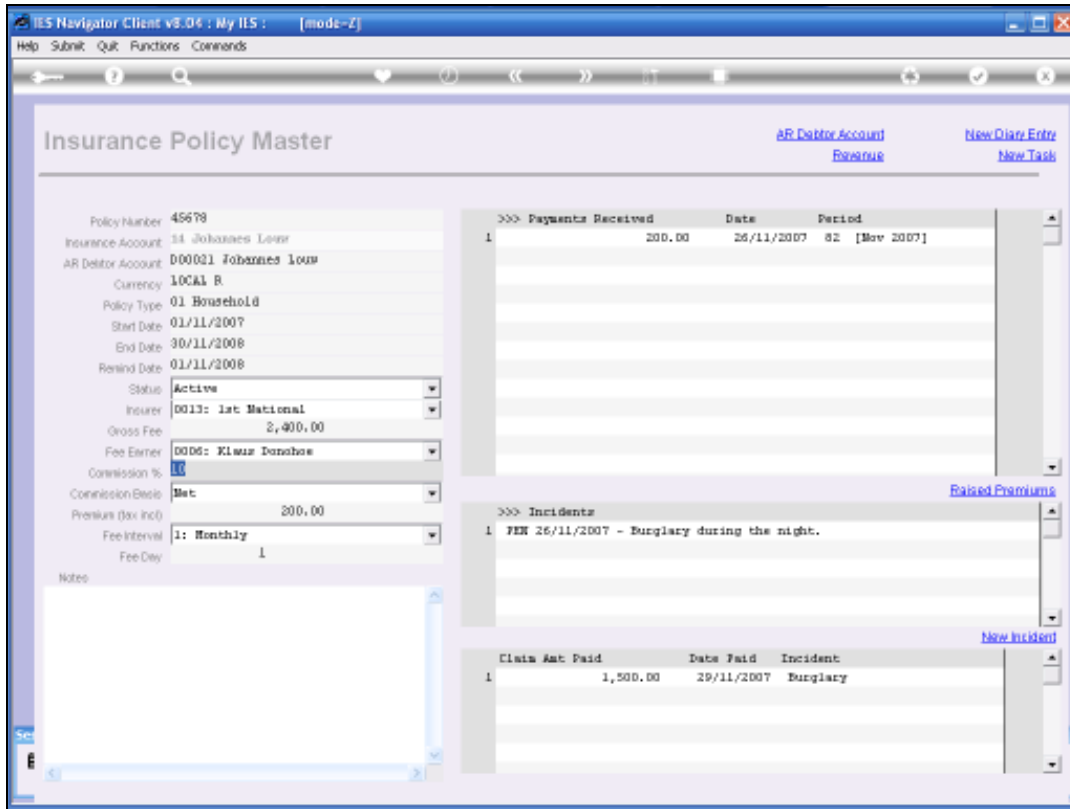 IES Navigator Client v8.04 : My IES : [mode=Z]
Help Submit Quit Functions Commands
Insurance Policy Master
AR Debtor Account
New Diary Entry
Revenue
New Task
Policy Number 45678
Insurance Account 14 Johannes Louw
AR Debtor Account D00021 Johannes Louw
Currency LOCAL R
Policy Type 01 Household
Start Date 01/11/2007
End Date 30/11/2008
Remind Date 01/11/2008
Status Active
Insurer 0013: 1st National
Gross Fee 2,400.00
Fee Earner 0006: Klaus Donohoe
Commission % 10
Commission Basis Net
Premium (tax incl) 200.00
Fee Interval 1: Monthly
Fee Day 1
Notes
>>> Payments Received Date Period
1 200.00 26/11/2007 82 [Nov 2007]
Raised Premiums
>>> Incidents
1 PEN 26/11/2007 - Burglary during the night.
New Incident
Claim Amt Paid Date Paid Incident
1 1,500.00 29/11/2007 Burglary